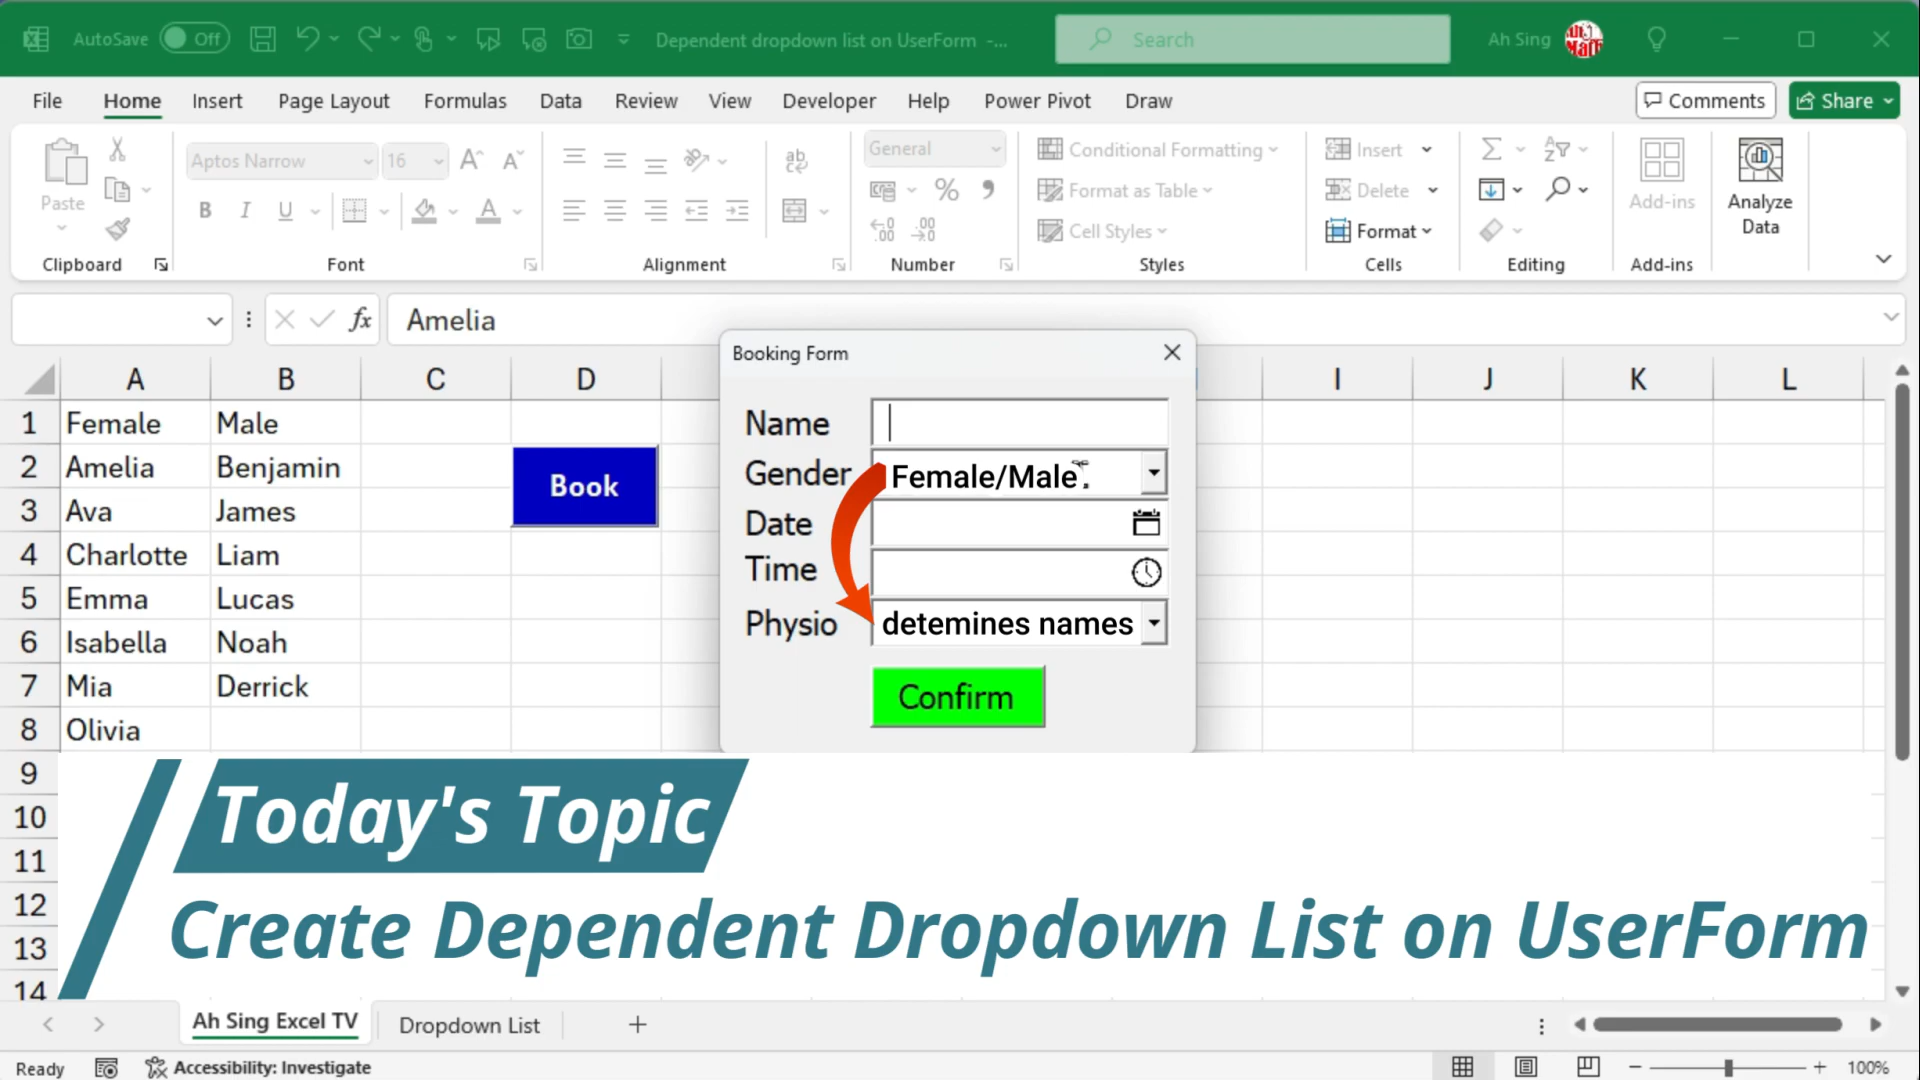 AutoSave Off Dependent dropdown list on UserForm -... Search Ah Sing
File Home Insert Page Layout Formulas Data Review View Developer Help Power Pivot Draw Comments Share
Paste
Clipboard
Aptos Narrow 16
B I U A
Font
ab
Alignment
General
% 9
.00 .00
Number
Conditional Formatting
Format as Table
Cell Styles
Styles
Insert
Delete
Format
Cells
Editing
Add-ins
Add-ins
Analyze
Data
fx Amelia
A B C D I J K L
1 Female Male
2 Amelia Benjamin
3 Ava James
4 Charlotte Liam
5 Emma Lucas
6 Isabella Noah
7 Mia Derrick
8 Olivia
9
10
11
12
13
14
Book
Booking Form
Name
Gender Female/Male
Date
Time
Physio detemines names
Confirm
Today's Topic
Create Dependent Dropdown List on UserForm
Ah Sing Excel TV Dropdown List
Ready Accessibility: Investigate 100%